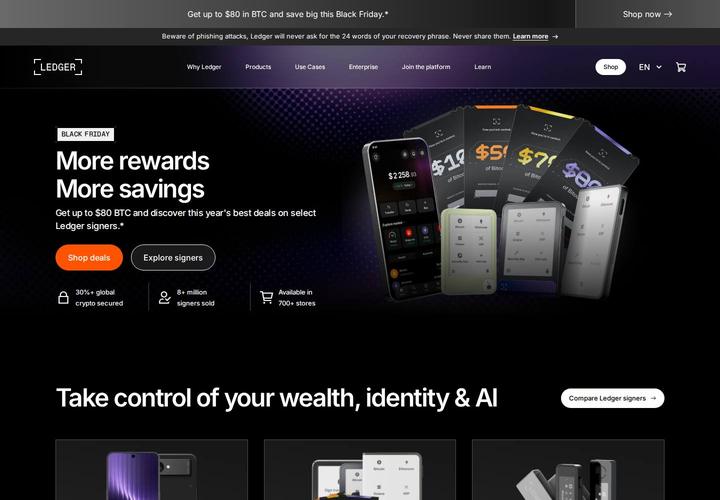 Get up to $80 in BTC and save big this Black Friday.*
Shop now →
Beware of phishing attacks, Ledger will never ask for the 24 words of your recovery phrase. Never share them. Learn more →
LEDGER
Why Ledger
Products
Use Cases
Enterprise
Join the platform
Learn
Shop
EN
BLACK FRIDAY
More rewards
More savings
Get up to $80 BTC and discover this year's best deals on select
Ledger signers.*
Shop deals
Explore signers
30%+ global
crypto secured
8+ million
signers sold
Available in
700+ stores
$2 258
Take control of your wealth, identity & AI
Compare Ledger signers →